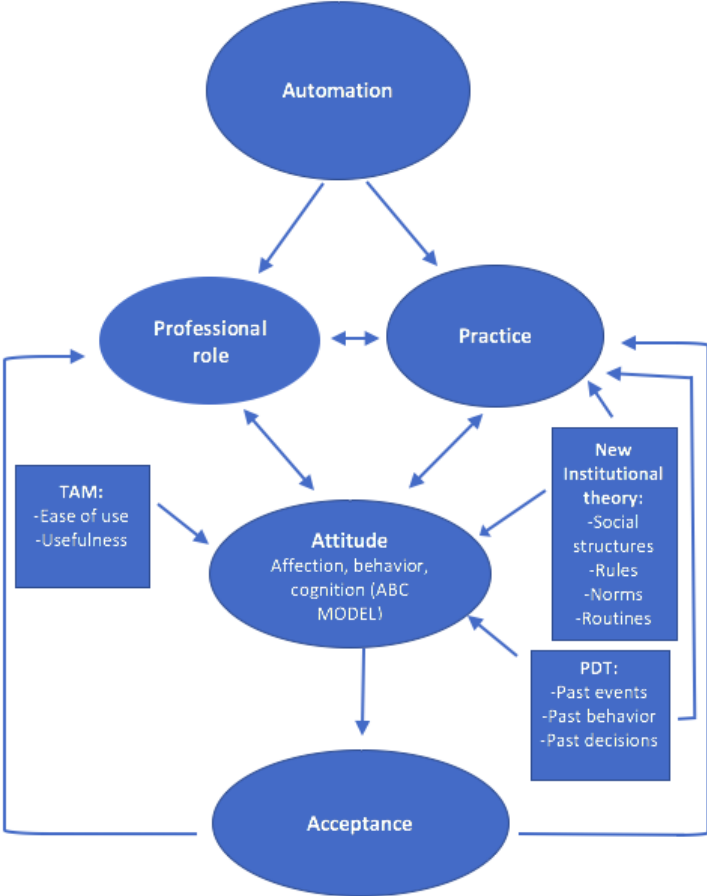 Automation
Professional
role
Practice
TAM:
-Ease of use
-Usefulness
New
Institutional
theory:
-Social
structures
-Rules
-Norms
-Routines
Attitude
Affection, behavior,
cognition (ABC
MODEL)
PDT:
-Past events
-Past behavior
-Past decisions
Acceptance